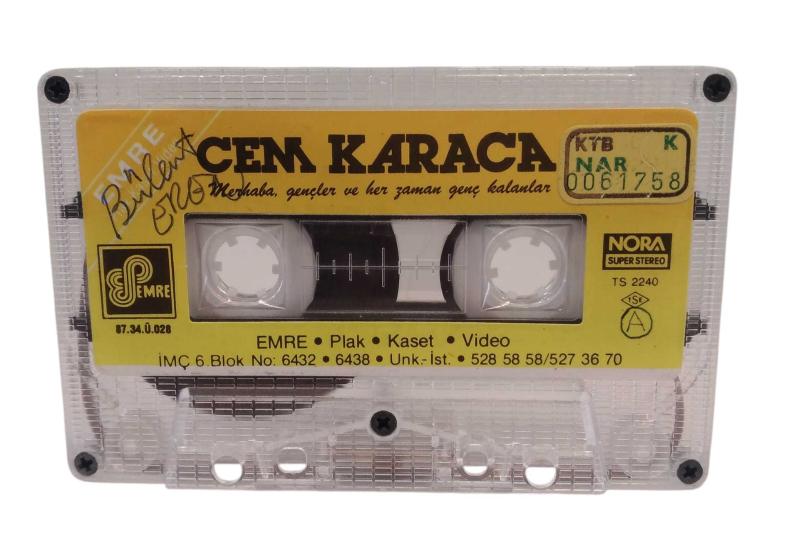 EMRE
Bülent
CEM KARACA
Merhaba, gençler ve her zaman genç kalanlar
KTB K
NAR
0061758
EMRE
87.34.Ü.028
NORA
SUPER STEREO
TS 2240
TSE
A
EMRE • Plak • Kaset • Video
İMÇ 6.Blok No: 6432 • 6438 • Unk.-İst. • 528 58 58/527 36 70